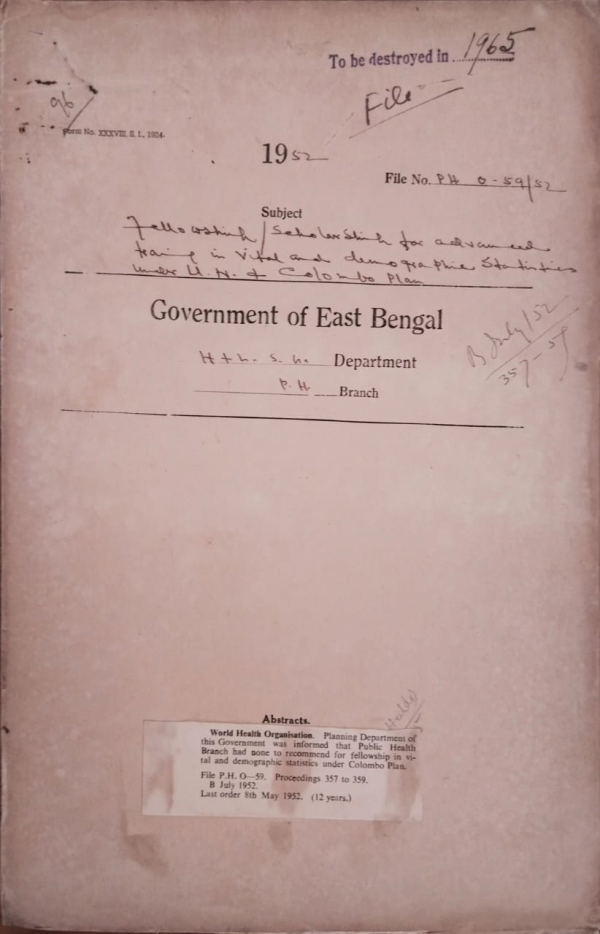 To be destroyed in 1965
File
96
Form No. XXXVIII. S. I., 1934.
1952
File No. PH O-59/52
Subject
Fellowship/Scholarship for advanced
traing in vital and demographic Statistics
under U.N. & Colombo Plan
Government of East Bengal
B July/52
357-59
H & L. S. G. Department
P. H Branch
Abstracts.
World Health Organisation. Planning Department of
this Government was informed that Public Health
Branch had none to recommend for fellowship in vi-
tal and demographic statistics under Colombo Plan.
File P.H. O—59. Proceedings 357 to 359.
B July 1952.
Last order 8th May 1952. (12 years.)